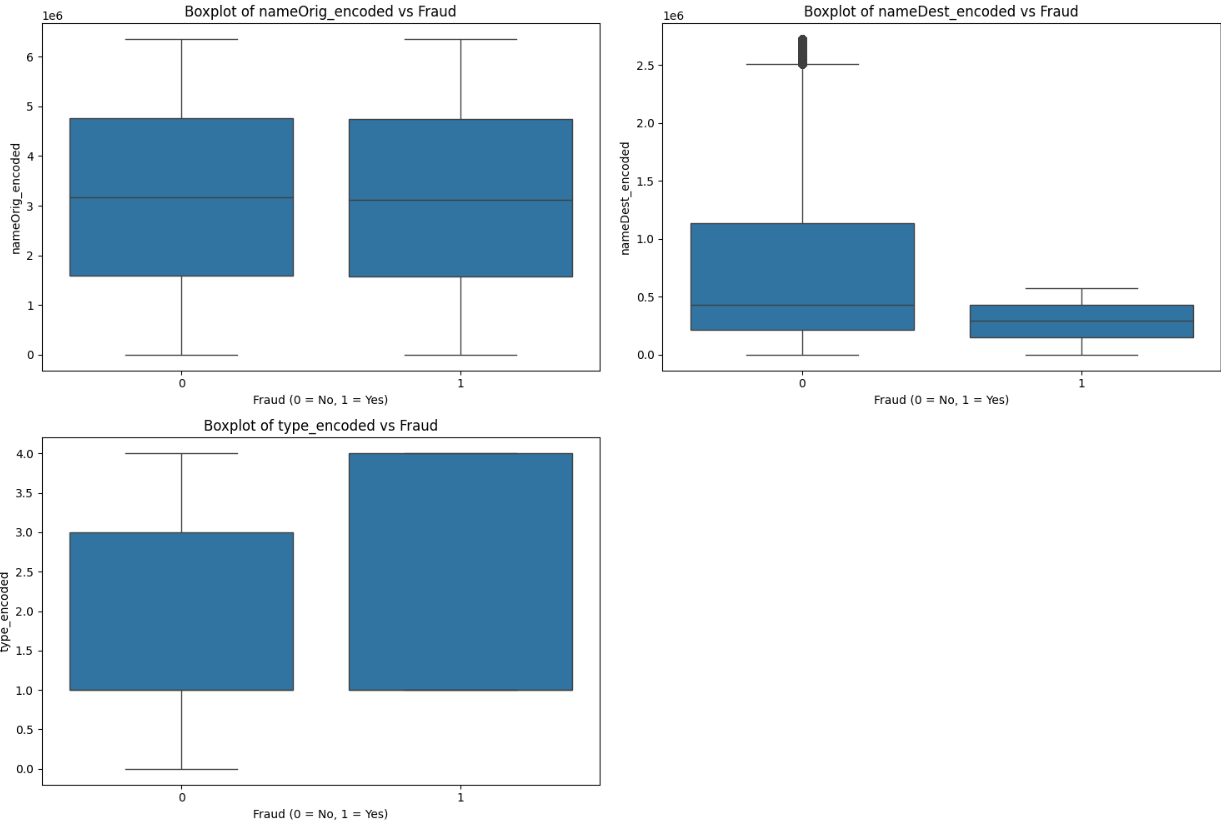 Boxplot of nameOrig_encoded vs Fraud
1e6
6
5
4
3
2
1
0
nameOrig_encoded
0 1
Fraud (0 = No, 1 = Yes)
Boxplot of nameDest_encoded vs Fraud
1e6
2.5
2.0
1.5
1.0
0.5
0.0
nameDest_encoded
0 1
Fraud (0 = No, 1 = Yes)
Boxplot of type_encoded vs Fraud
4.0
3.5
3.0
2.5
2.0
1.5
1.0
0.5
0.0
type_encoded
0 1
Fraud (0 = No, 1 = Yes)